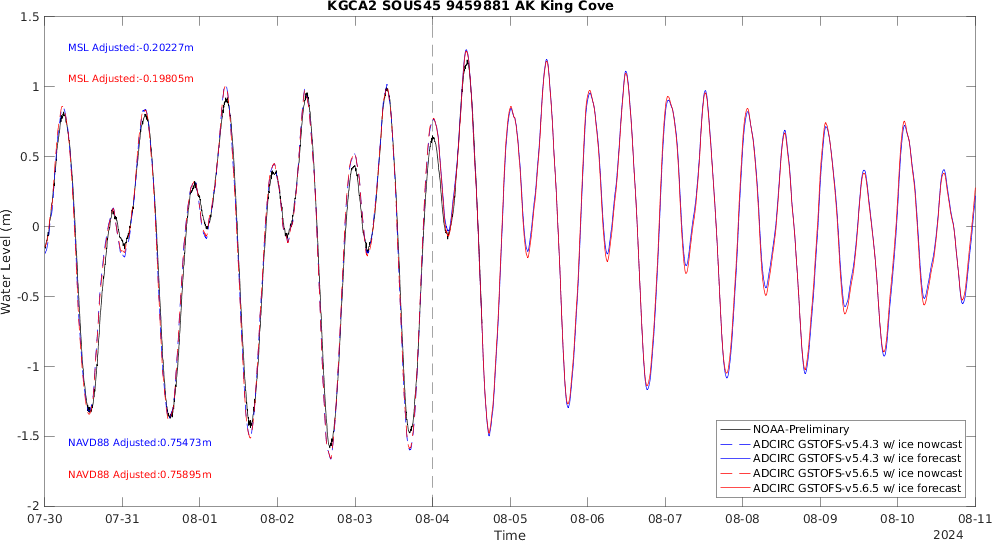 KGCA2 SOUS45 9459881 AK King Cove
MSL Adjusted:-0.20227m
MSL Adjusted:-0.19805m
NAVD88 Adjusted:0.75473m
NAVD88 Adjusted:0.75895m
Water Level (m)
1.5
1
0.5
0
-0.5
-1
-1.5
-2
NOAA-Preliminary
ADCIRC GSTOFS-v5.4.3 w/ ice nowcast
ADCIRC GSTOFS-v5.4.3 w/ ice forecast
ADCIRC GSTOFS-v5.6.5 w/ ice nowcast
ADCIRC GSTOFS-v5.6.5 w/ ice forecast
07-30 07-31 08-01 08-02 08-03 08-04 08-05 08-06 08-07 08-08 08-09 08-10 08-11
Time
2024